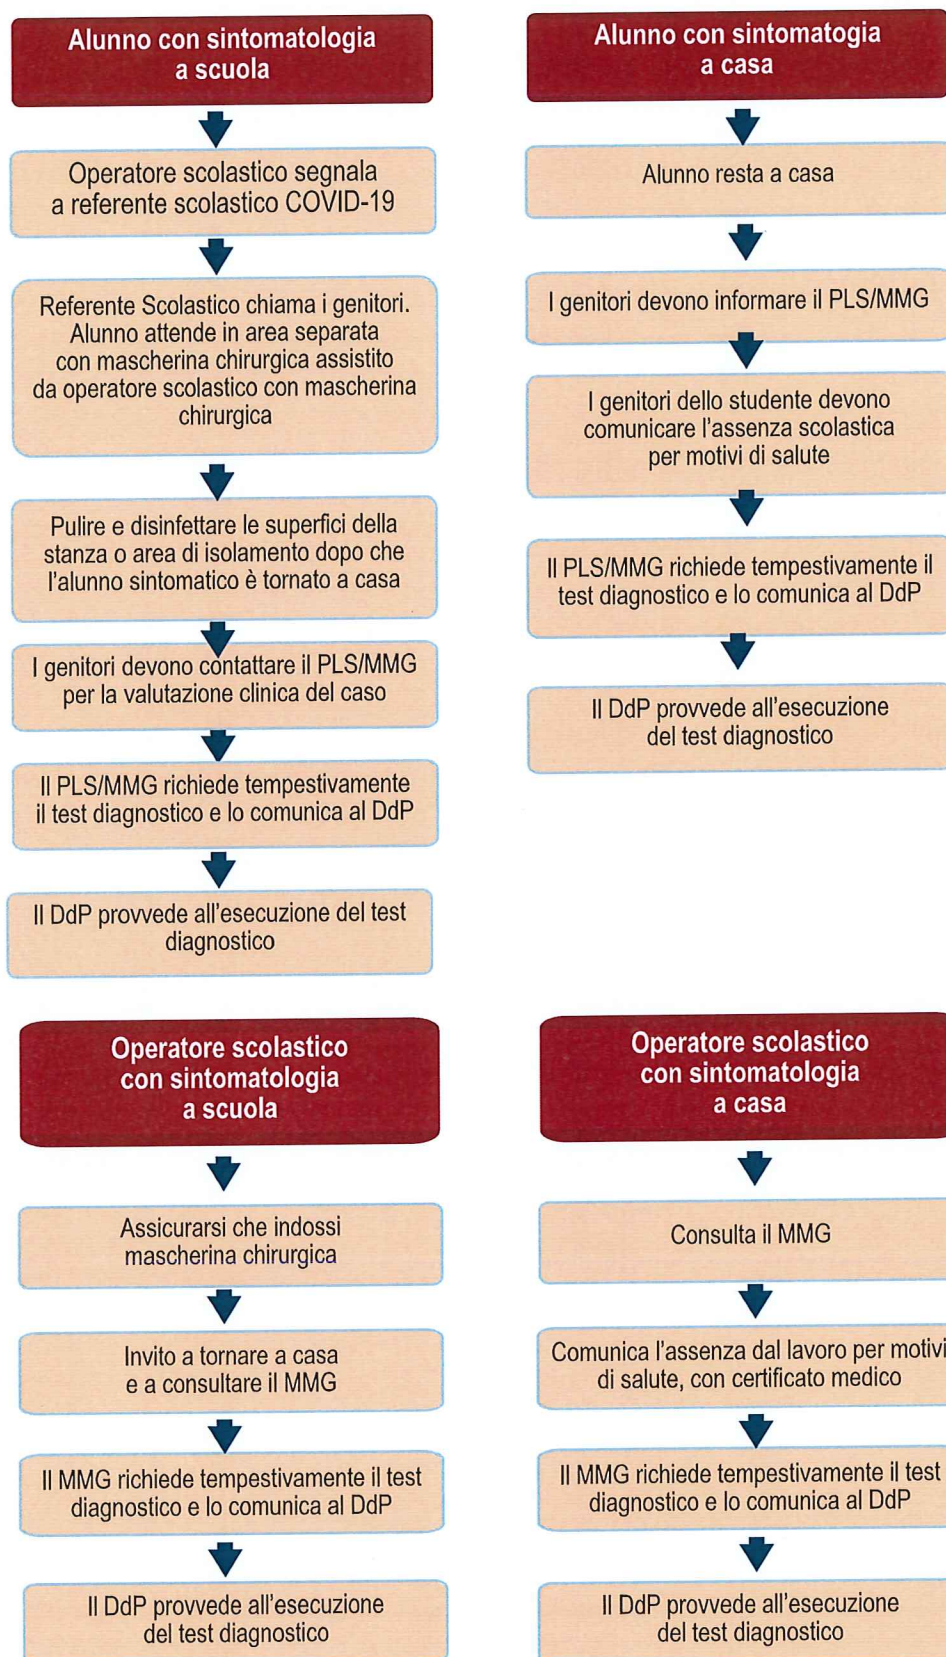 Alunno con sintomatologia
a scuola
Operatore scolastico segnala
a referente scolastico COVID-19
Referente Scolastico chiama i genitori.
Alunno attende in area separata
con mascherina chirurgica assistito
da operatore scolastico con mascherina
chirurgica
Pulire e disinfettare le superfici della
stanza o area di isolamento dopo che
l'alunno sintomatico è tornato a casa
I genitori devono contattare il PLS/MMG
per la valutazione clinica del caso
Il PLS/MMG richiede tempestivamente
il test diagnostico e lo comunica al DdP
Il DdP provvede all'esecuzione del test
diagnostico
Alunno con sintomatogia
a casa
Alunno resta a casa
I genitori devono informare il PLS/MMG
I genitori dello studente devono
comunicare l'assenza scolastica
per motivi di salute
Il PLS/MMG richiede tempestivamente il
test diagnostico e lo comunica al DdP
Il DdP provvede all'esecuzione
del test diagnostico
Operatore scolastico
con sintomatologia
a scuola
Assicurarsi che indossi
mascherina chirurgica
Invito a tornare a casa
e a consultare il MMG
Il MMG richiede tempestivamente il test
diagnostico e lo comunica al DdP
Il DdP provvede all'esecuzione
del test diagnostico
Operatore scolastico
con sintomatologia
a casa
Consulta il MMG
Comunica l'assenza dal lavoro per motivi
di salute, con certificato medico
Il MMG richiede tempestivamente il test
diagnostico e lo comunica al DdP
Il DdP provvede all'esecuzione
del test diagnostico